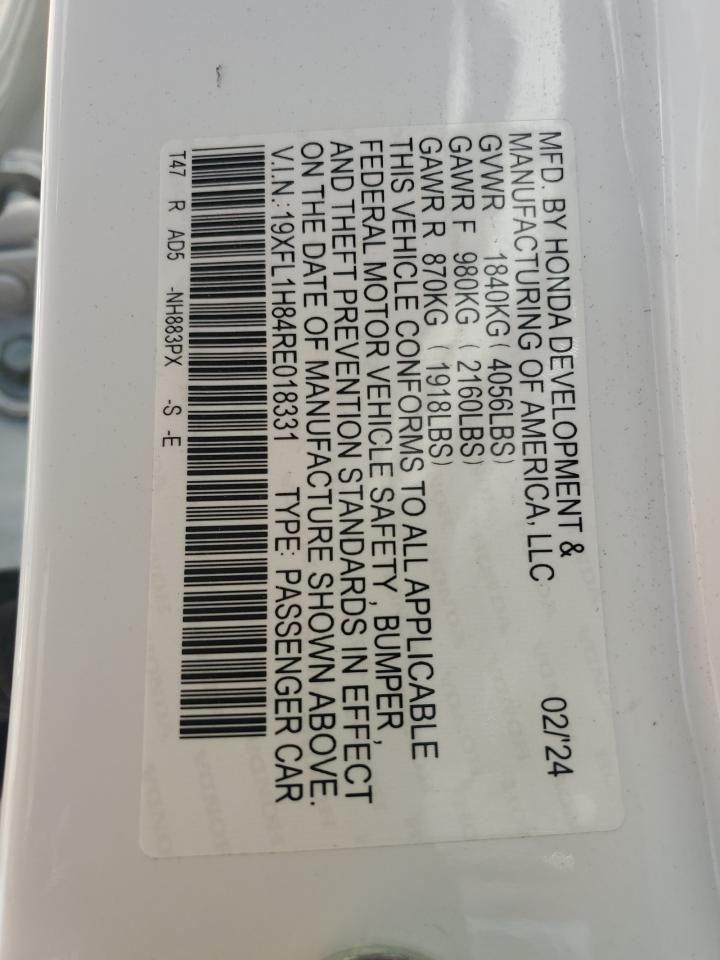 MFD. BY HONDA DEVELOPMENT & 02/'24
MANUFACTURING OF AMERICA, LLC
GVWR 1840KG ( 4056LBS)
GAWR F 980KG ( 2160LBS)
GAWR R 870KG ( 1918LBS)
THIS VEHICLE CONFORMS TO ALL APPLICABLE
FEDERAL MOTOR VEHICLE SAFETY, BUMPER,
AND THEFT PREVENTION STANDARDS IN EFFECT
ON THE DATE OF MANUFACTURE SHOWN ABOVE.
V.I.N.: 19XFL1H84RE018331 TYPE: PASSENGER CAR
T47 R AD5 -NH883PX -S -E